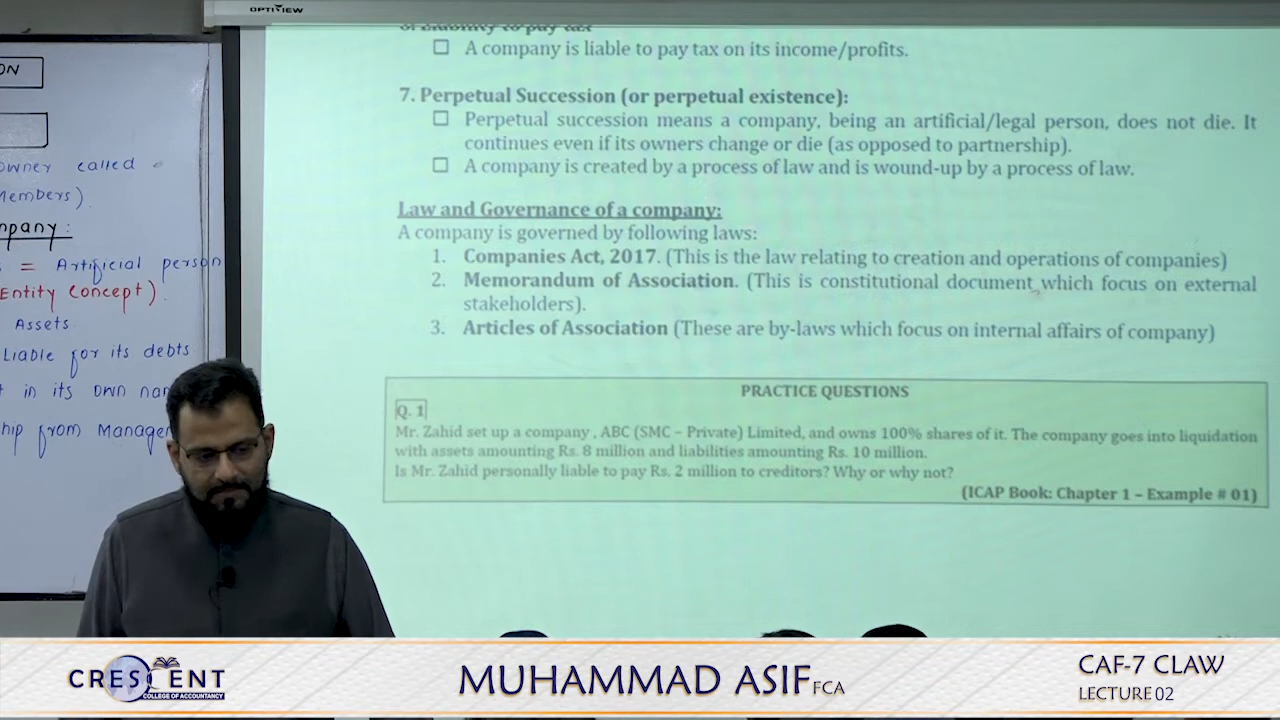 OPTIVIEW
ON
owner called
Members)
mpany:
= Artificial person
Entity Concept)
Assets
Liable for its debts
t in its own nam
hip from Manager
Liability to pay tax
☐ A company is liable to pay tax on its income/profits.
7. Perpetual Succession (or perpetual existence):
☐ Perpetual succession means a company, being an artificial/legal person, does not die. It
continues even if its owners change or die (as opposed to partnership).
☐ A company is created by a process of law and is wound-up by a process of law.
Law and Governance of a company:
A company is governed by following laws:
1. Companies Act, 2017. (This is the law relating to creation and operations of companies)
2. Memorandum of Association. (This is constitutional document which focus on external
stakeholders).
3. Articles of Association (These are by-laws which focus on internal affairs of company)
PRACTICE QUESTIONS
Q. 1
Mr. Zahid set up a company , ABC (SMC – Private) Limited, and owns 100% shares of it. The company goes into liquidation
with assets amounting Rs. 8 million and liabilities amounting Rs. 10 million.
Is Mr. Zahid personally liable to pay Rs. 2 million to creditors? Why or why not?
(ICAP Book: Chapter 1 – Example # 01)
CRESCENT
COLLEGE OF ACCOUNTANCY
MUHAMMAD ASIF FCA
CAF-7 CLAW
LECTURE 02